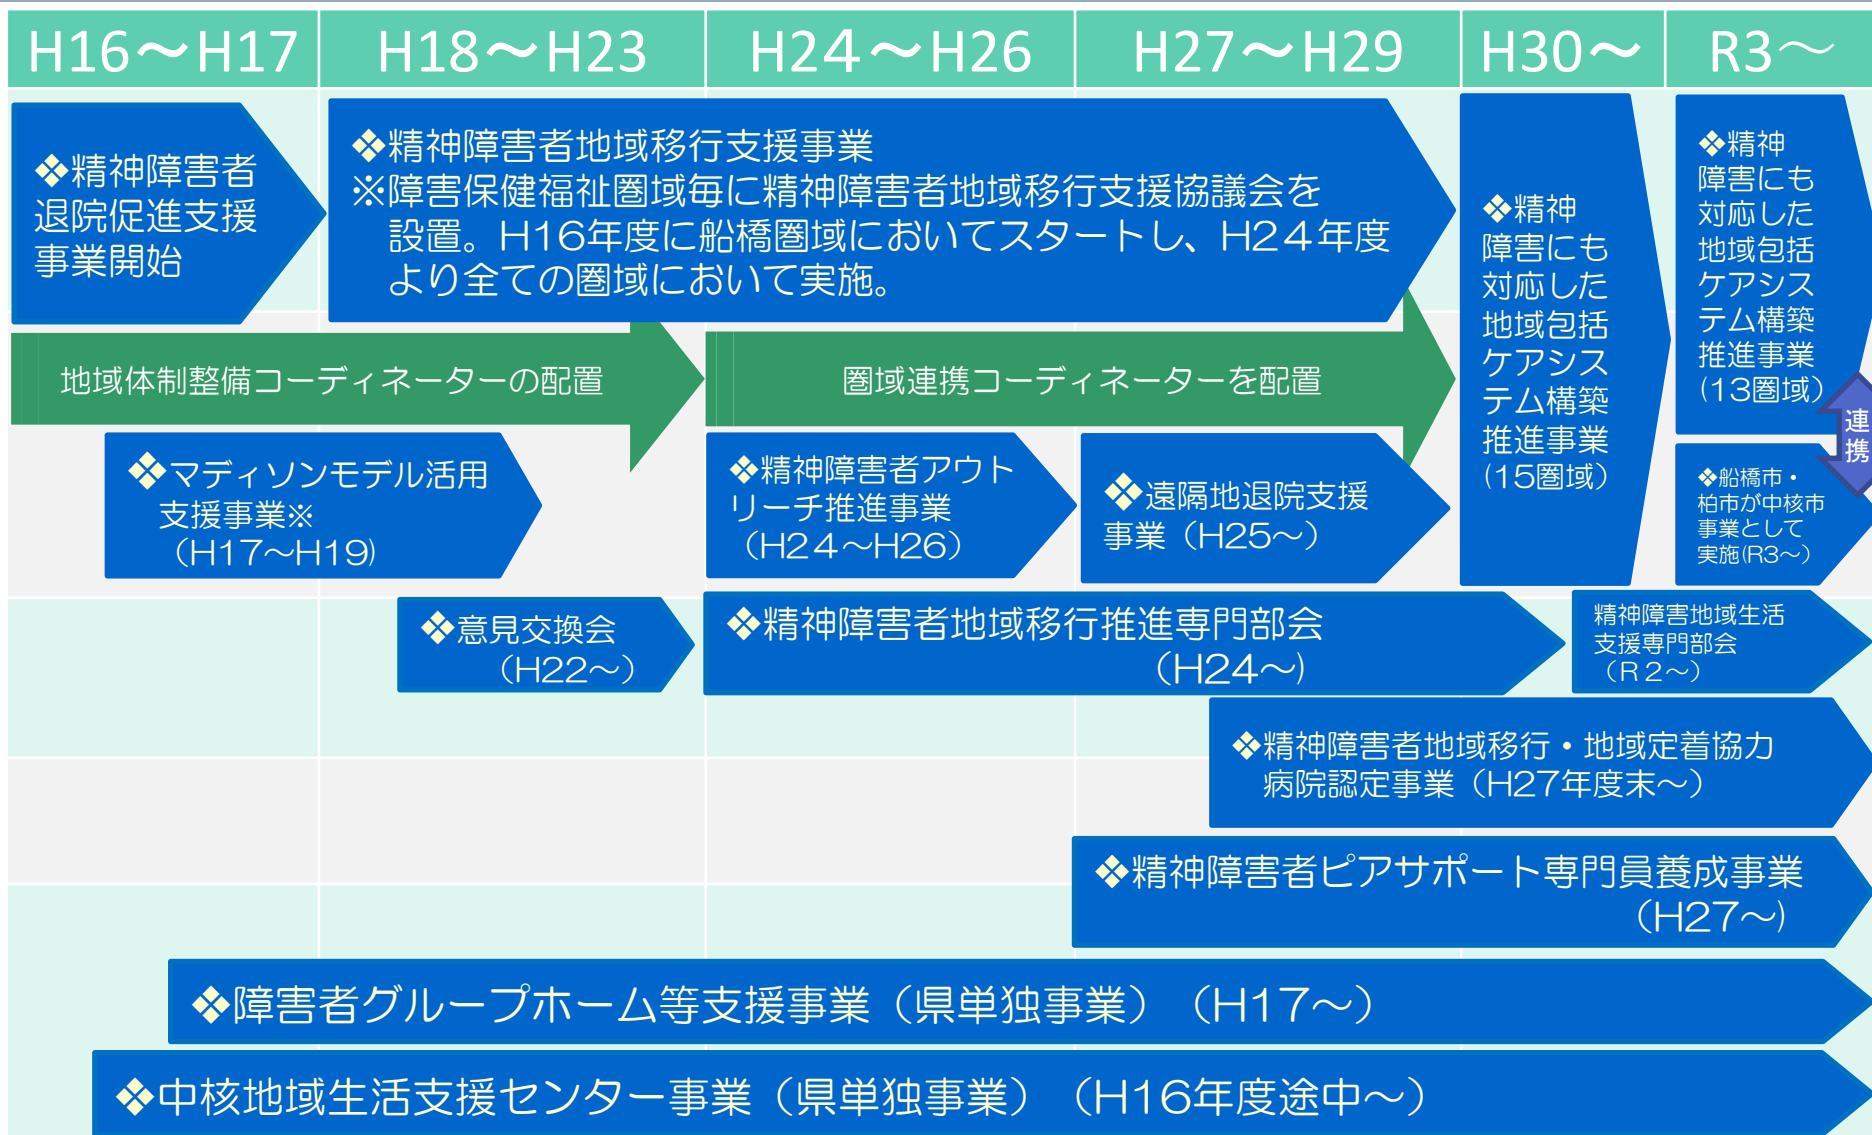 H16～H17
H18～H23
H24～H26
H27～H29
H30～
R3～
❖精神障害者
退院促進支援
事業開始
❖精神障害者地域移行支援事業
※障害保健福祉圏域毎に精神障害者地域移行支援協議会を
設置。H16年度に船橋圏域においてスタートし、H24年度
より全ての圏域において実施。
❖精神
障害にも
対応した
地域包括
ケアシス
テム構築
推進事業
(15圏域)
❖精神
障害にも
対応した
地域包括
ケアシス
テム構築
推進事業
(13圏域)
連
携
地域体制整備コーディネーターの配置
圏域連携コーディネーターを配置
❖マディソンモデル活用
支援事業※
（H17～H19)
❖精神障害者アウト
リーチ推進事業
（H24～H26）
❖遠隔地退院支援
事業（H25～）
❖船橋市・
柏市が中核市
事業として
実施(R3～）
❖意見交換会
（H22～）
❖精神障害者地域移行推進専門部会
（H24～)
精神障害地域生活
支援専門部会
（R2～）
❖精神障害者地域移行・地域定着協力
病院認定事業（H27年度末～）
❖精神障害者ピアサポート専門員養成事業
（H27～)
❖障害者グループホーム等支援事業（県単独事業）（H17～）
❖中核地域生活支援センター事業（県単独事業）（H16年度途中～）